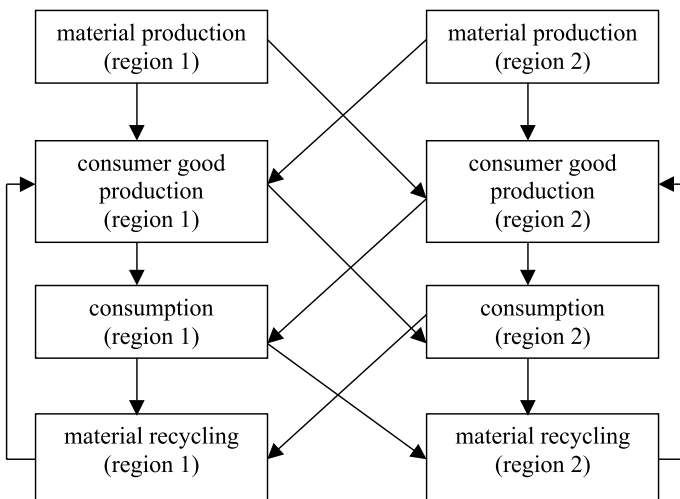 material production
(region 1)
material production
(region 2)
consumer good
production
(region 1)
consumer good
production
(region 2)
consumption
(region 1)
consumption
(region 2)
material recycling
(region 1)
material recycling
(region 2)